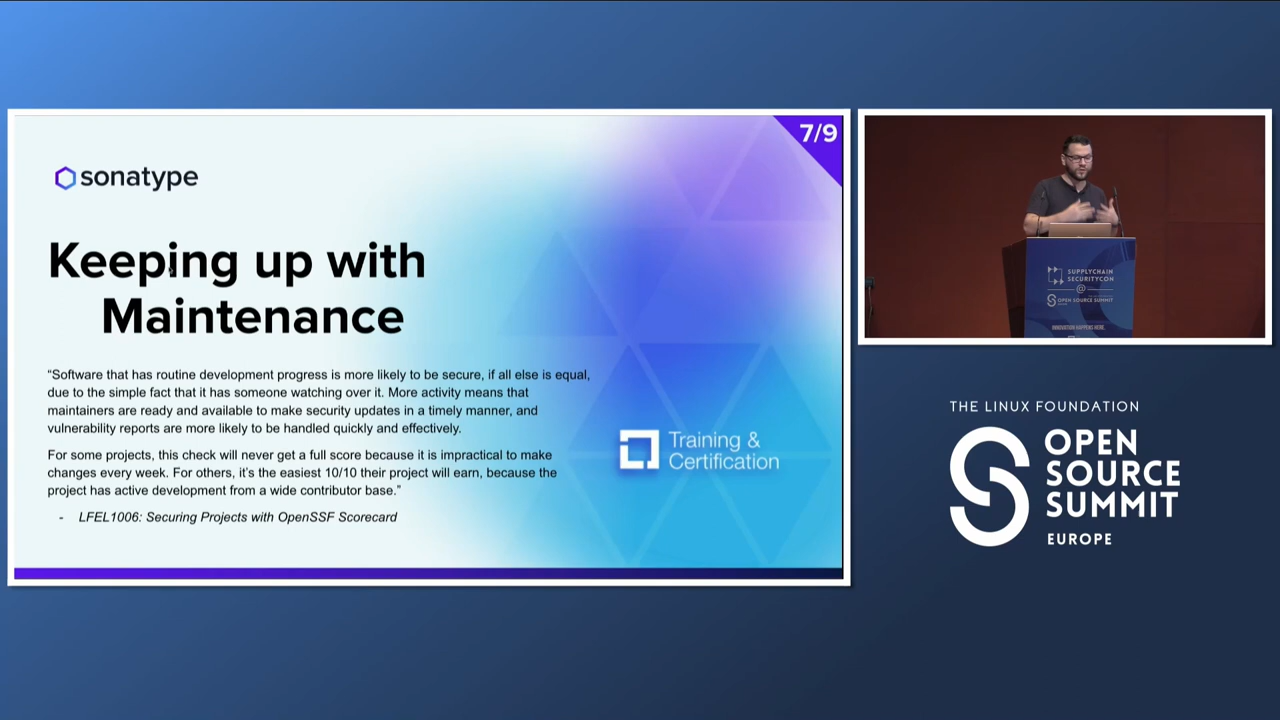 7/9
sonatype
Keeping up with
Maintenance
“Software that has routine development progress is more likely to be secure, if all else is equal,
due to the simple fact that it has someone watching over it. More activity means that
maintainers are ready and available to make security updates in a timely manner, and
vulnerability reports are more likely to be handled quickly and effectively.
For some projects, this check will never get a full score because it is impractical to make
changes every week. For others, it’s the easiest 10/10 their project will earn, because the
project has active development from a wide contributor base.”
- LFEL1006: Securing Projects with OpenSSF Scorecard
Training &
Certification
SUPPLYCHAIN
SECURITYCON
@
OPEN SOURCE SUMMIT
INNOVATION HAPPENS HERE.
THE LINUX FOUNDATION
OPEN
SOURCE
SUMMIT
EUROPE